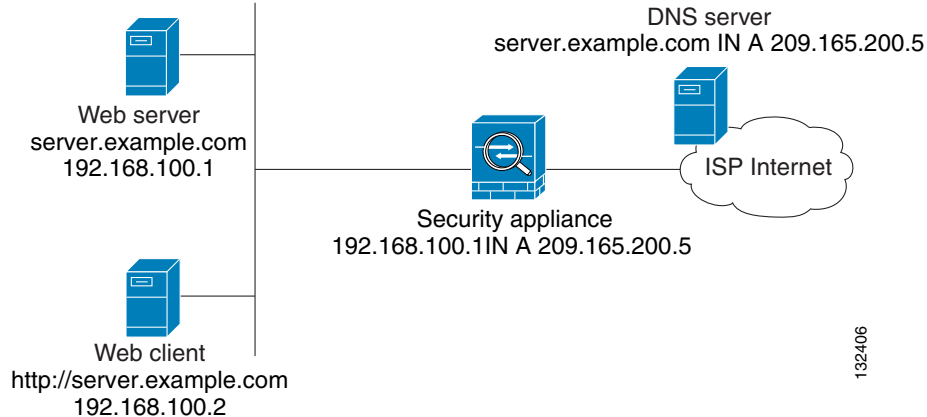 DNS server
server.example.com IN A 209.165.200.5
Web server
server.example.com
192.168.100.1
ISP Internet
Security appliance
192.168.100.1IN A 209.165.200.5
Web client
http://server.example.com
192.168.100.2
132406